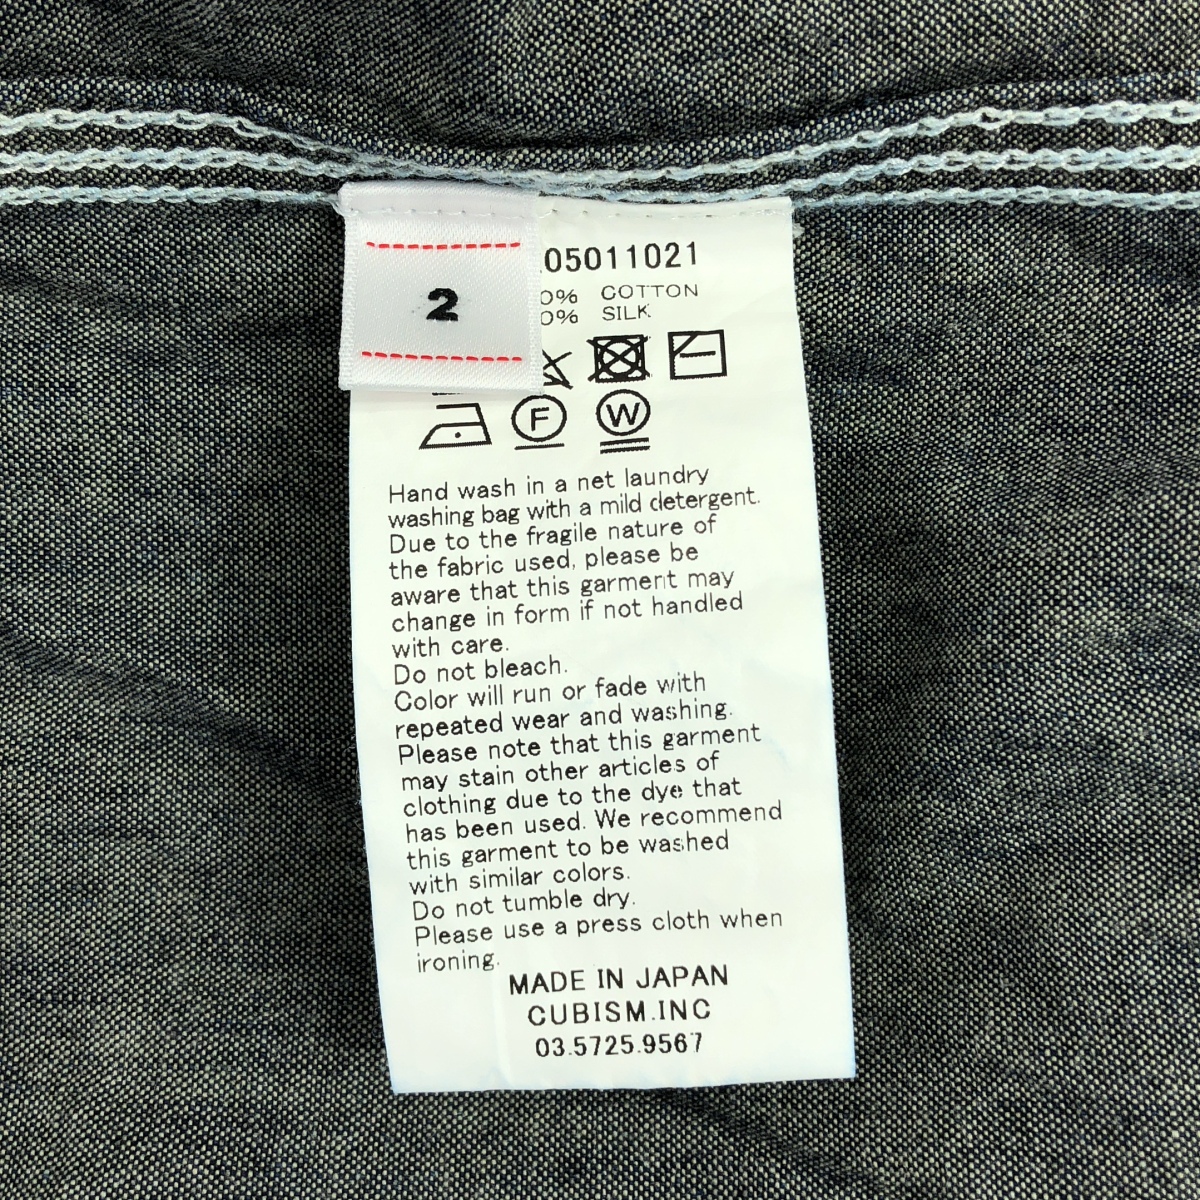 2
05011021
0% COTTON
0% SILK
F W
Hand wash in a net laundry
washing bag with a mild detergent.
Due to the fragile nature of
the fabric used, please be
aware that this garment may
change in form if not handled
with care.
Do not bleach.
Color will run or fade with
repeated wear and washing.
Please note that this garment
may stain other articles of
clothing due to the dye that
has been used. We recommend
this garment to be washed
with similar colors.
Do not tumble dry.
Please use a press cloth when
ironing.
MADE IN JAPAN
CUBISM.INC
03.5725.9567